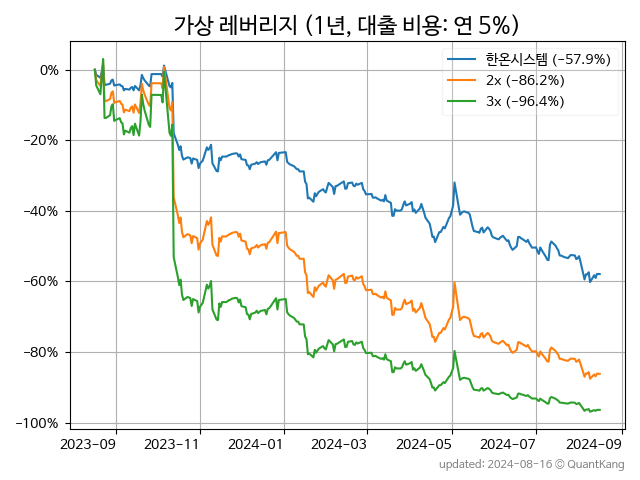 가상 레버리지 (1년, 대출 비용: 연 5%)
한온시스템 (−57.9%)
2x (−86.2%)
3x (−96.4%)
0%
−20%
−40%
−60%
−80%
−100%
2023-09 2023-11 2024-01 2024-03 2024-05 2024-07 2024-09
updated: 2024-08-16 © QuantKang